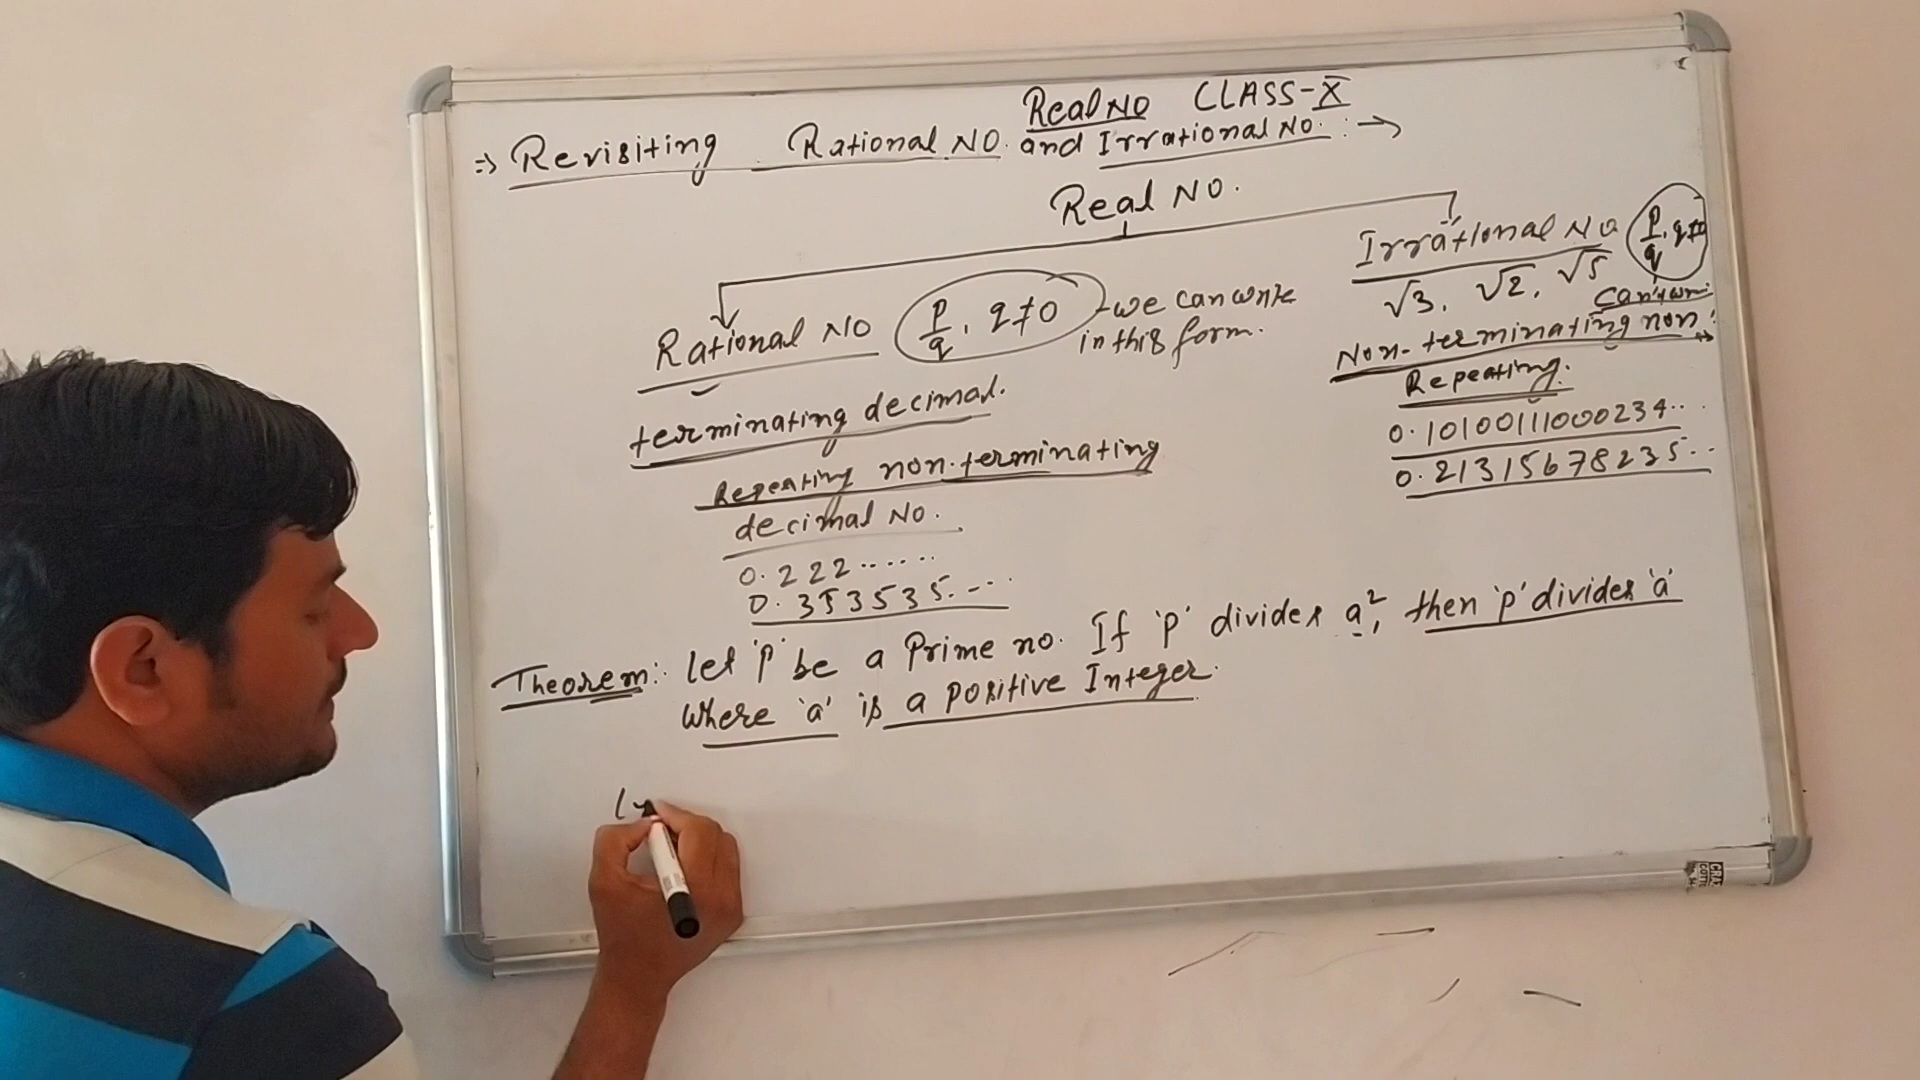 Real NO CLASS-X
=> Revisiting Rational NO. and Irrational NO. :→
Real NO.
Rational NO p/q, q≠0 - we can write in this form.
terminating decimal.
Repeating non-terminating
decimal NO.
0.222......
0.353535....
Irrational NO p/q, q≠0
√3, √2, √5
Can't
Non-terminating non
Repeating.
0.10100111000234....
0.21315678235...
Theorem: let 'p' be a Prime no. If 'p' divides a², then 'p' divides 'a'
Where 'a' is a positive Integer.